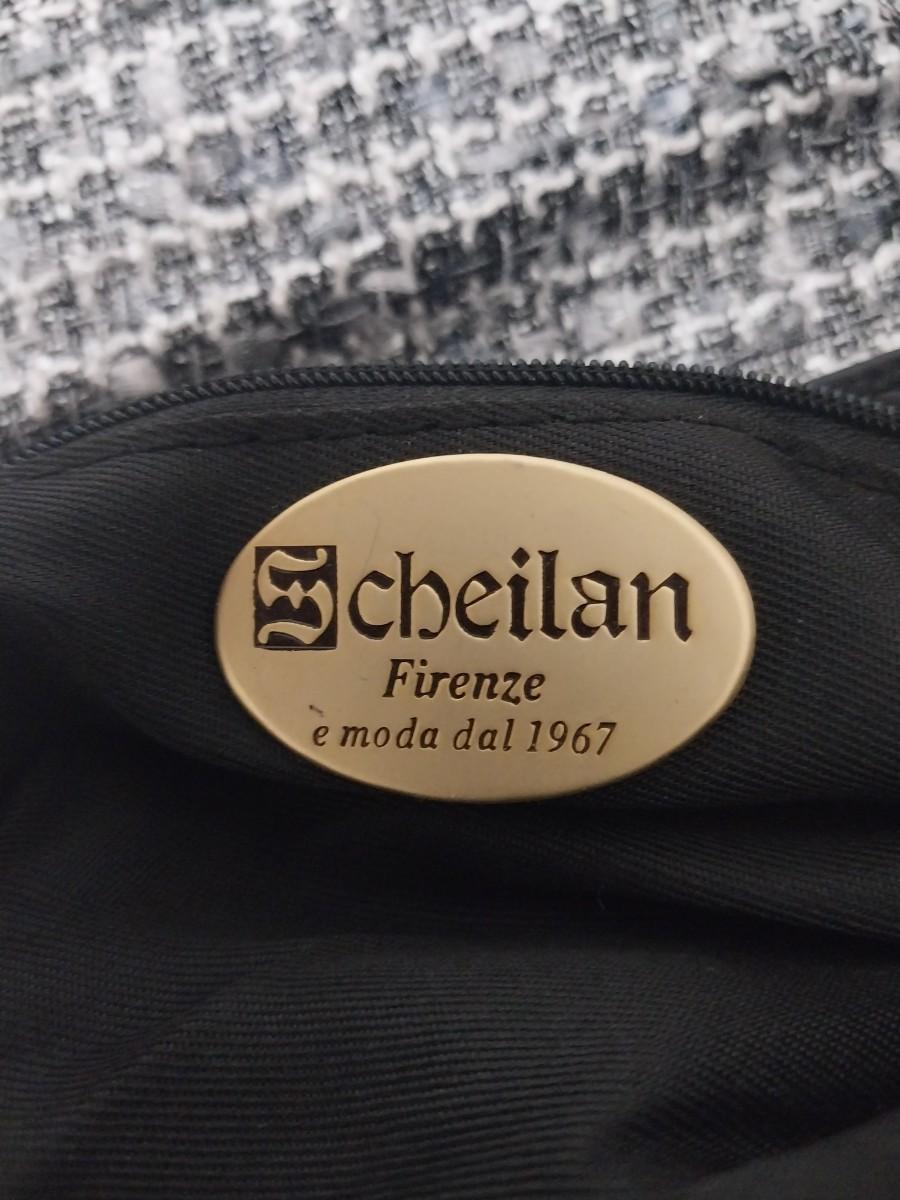 Scheilan
Firenze
è moda dal 1967